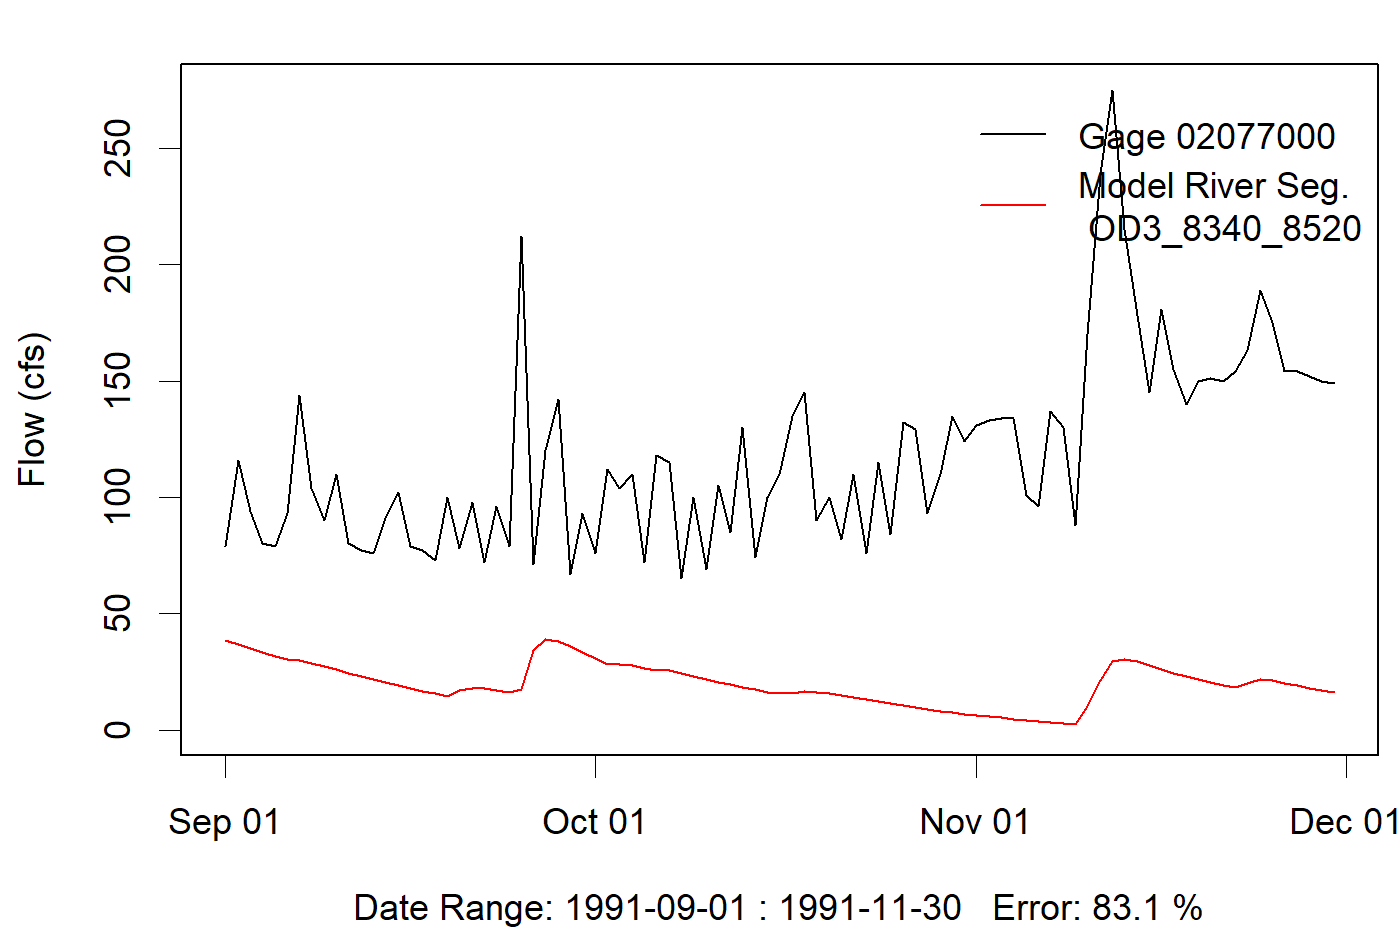 Gage 02077000
Model River Seg.
OD3_8340_8520
Flow (cfs)
250
200
150
100
50
0
Sep 01
Oct 01
Nov 01
Dec 01
Date Range: 1991-09-01 : 1991-11-30 Error: 83.1 %